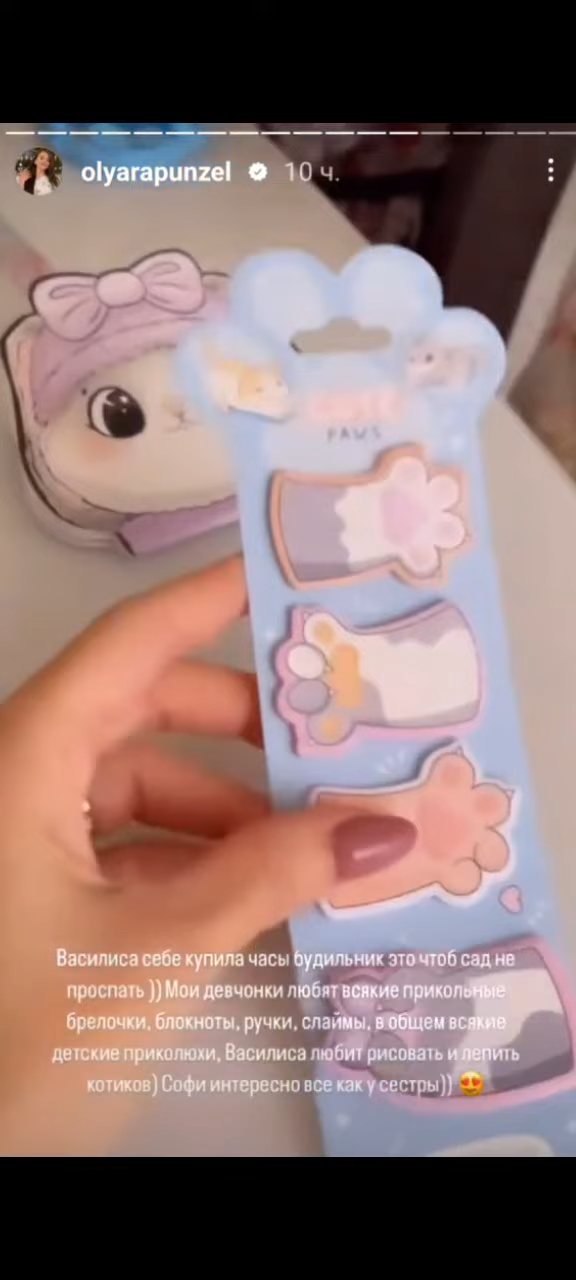 olyarapunzel 10 ч.
PAWS
Василиса себе купила часы будильник это чтоб сад не
проспать )) Мои девчонки любят всякие прикольные
брелочки, блокноты, ручки, слаймы, в общем всякие
детские приколюхи, Василиса любит рисовать и лепить
котиков) Софи интересно все как у сестры)) 😍